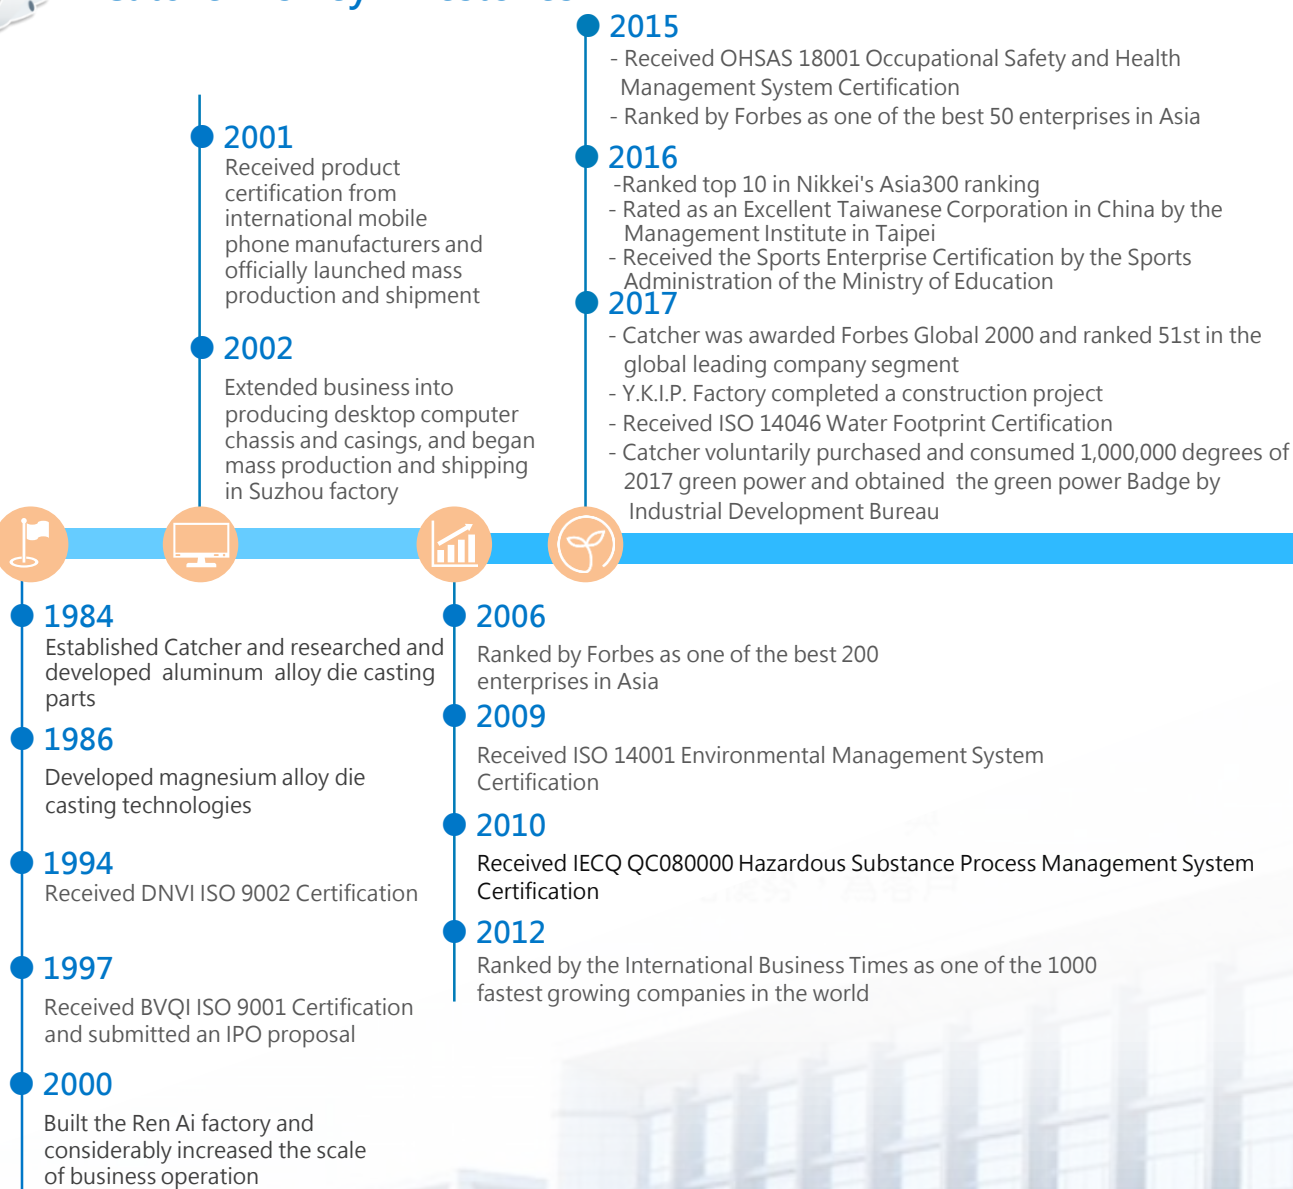 2001
Received product
certification from
international mobile
phone manufacturers and
officially launched mass
production and shipment
2002
Extended business into
producing desktop computer
chassis and casings, and began
mass production and shipping
in Suzhou factory
2015
- Received OHSAS 18001 Occupational Safety and Health
Management System Certification
- Ranked by Forbes as one of the best 50 enterprises in Asia
2016
-Ranked top 10 in Nikkei's Asia300 ranking
- Rated as an Excellent Taiwanese Corporation in China by the
Management Institute in Taipei
- Received the Sports Enterprise Certification by the Sports
Administration of the Ministry of Education
2017
- Catcher was awarded Forbes Global 2000 and ranked 51st in the
global leading company segment
- Y.K.I.P. Factory completed a construction project
- Received ISO 14046 Water Footprint Certification
- Catcher voluntarily purchased and consumed 1,000,000 degrees of
2017 green power and obtained the green power Badge by
Industrial Development Bureau
1984
Established Catcher and researched and
developed aluminum alloy die casting
parts
1986
Developed magnesium alloy die
casting technologies
1994
Received DNVI ISO 9002 Certification
1997
Received BVQI ISO 9001 Certification
and submitted an IPO proposal
2000
Built the Ren Ai factory and
considerably increased the scale
of business operation
2006
Ranked by Forbes as one of the best 200
enterprises in Asia
2009
Received ISO 14001 Environmental Management System
Certification
2010
Received IECQ QC080000 Hazardous Substance Process Management System
Certification
2012
Ranked by the International Business Times as one of the 1000
fastest growing companies in the world